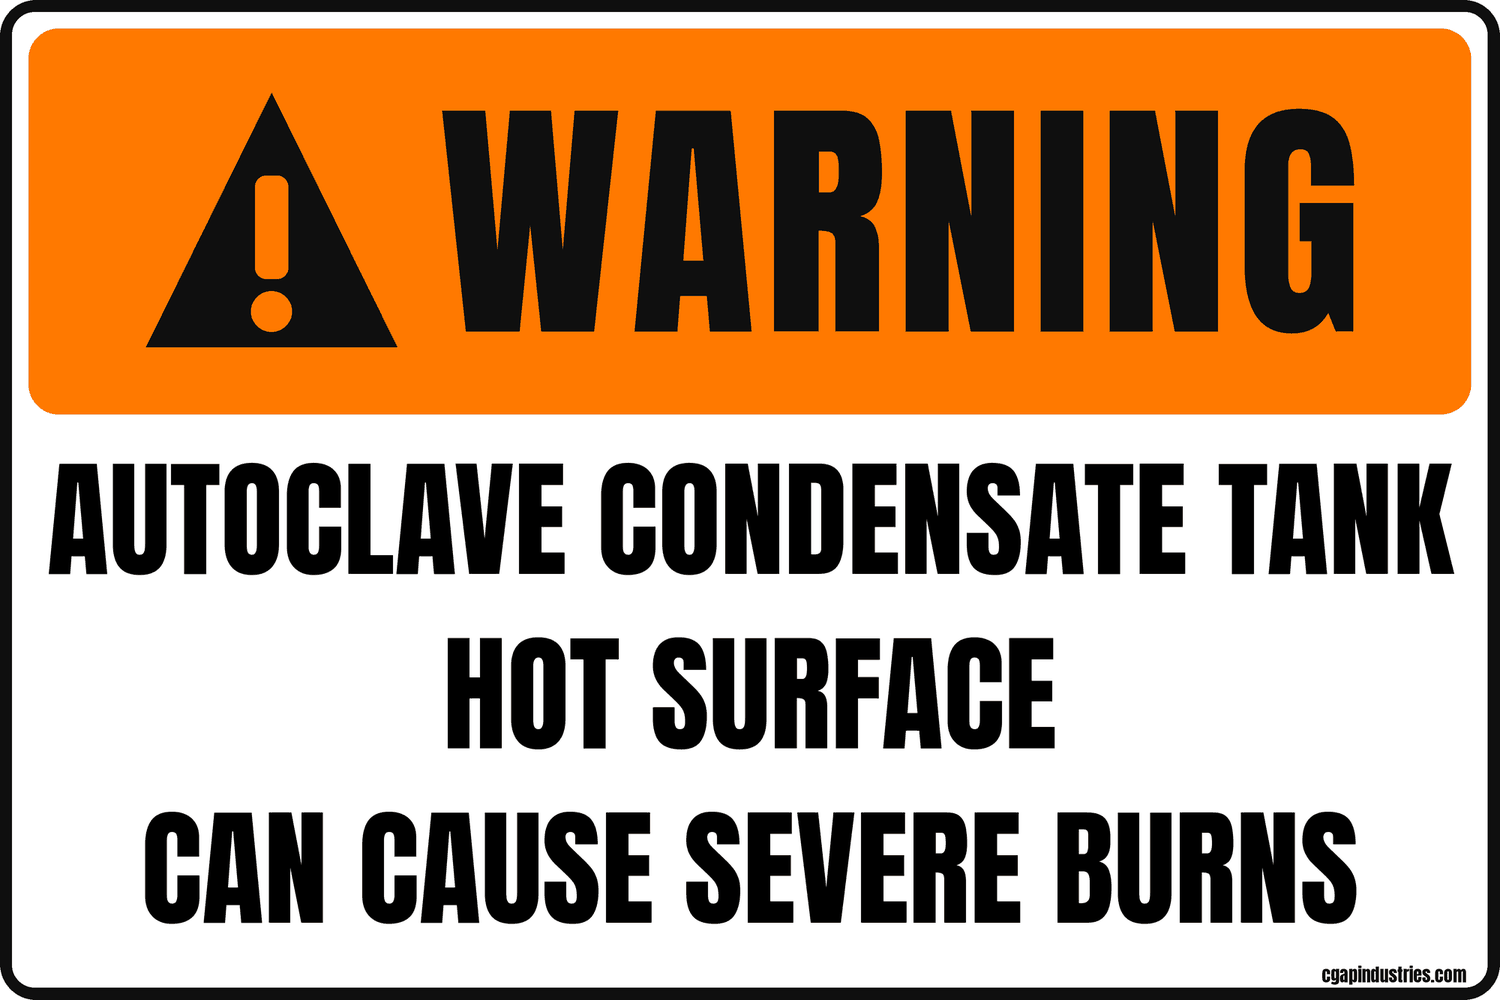 WARNING
AUTOCLAVE CONDENSATE TANK
HOT SURFACE
CAN CAUSE SEVERE BURNS
cgapindustries.com